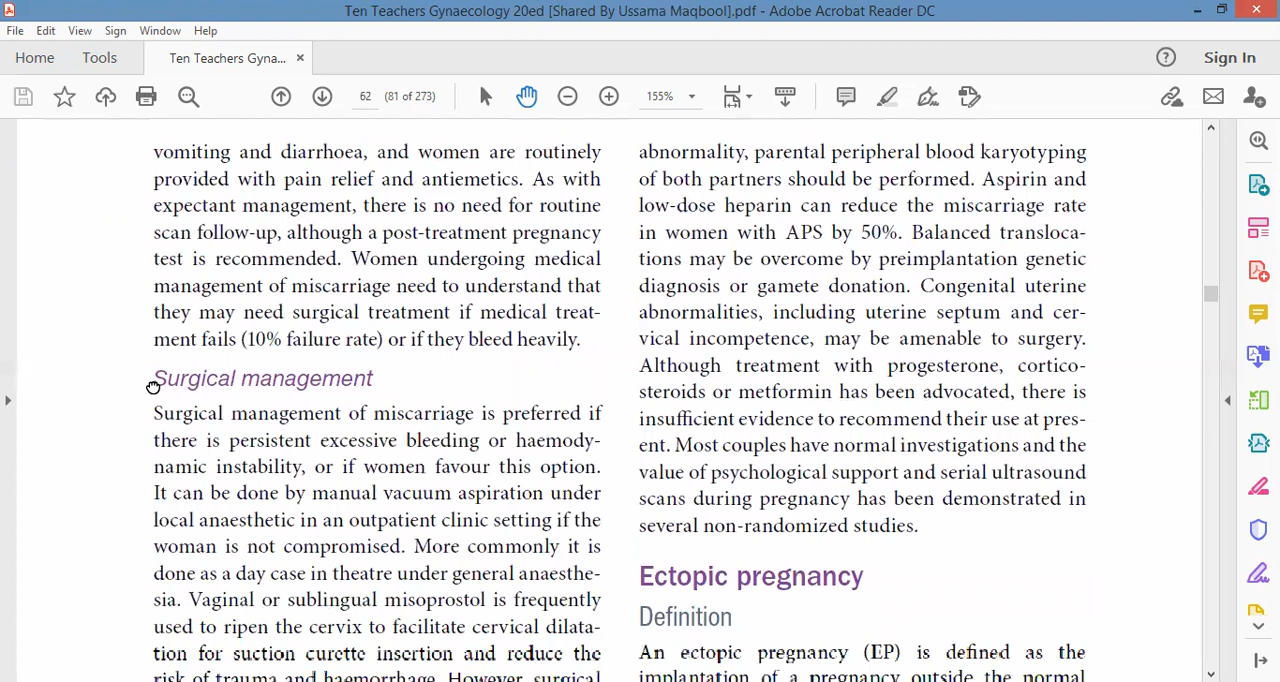 Ten Teachers Gynaecology 20ed [Shared By Ussama Maqbool].pdf - Adobe Acrobat Reader DC
File Edit View Sign Window Help
Home Tools Ten Teachers Gyna... × Sign In
62 (81 of 273) 155%
vomiting and diarrhoea, and women are routinely
provided with pain relief and antiemetics. As with
expectant management, there is no need for routine
scan follow-up, although a post-treatment pregnancy
test is recommended. Women undergoing medical
management of miscarriage need to understand that
they may need surgical treatment if medical treat-
ment fails (10% failure rate) or if they bleed heavily.
Surgical management
Surgical management of miscarriage is preferred if
there is persistent excessive bleeding or haemody-
namic instability, or if women favour this option.
It can be done by manual vacuum aspiration under
local anaesthetic in an outpatient clinic setting if the
woman is not compromised. More commonly it is
done as a day case in theatre under general anaesthe-
sia. Vaginal or sublingual misoprostol is frequently
used to ripen the cervix to facilitate cervical dilata-
tion for suction curette insertion and reduce the
risk of trauma and haemorrhage. However, surgical
abnormality, parental peripheral blood karyotyping
of both partners should be performed. Aspirin and
low-dose heparin can reduce the miscarriage rate
in women with APS by 50%. Balanced transloca-
tions may be overcome by preimplantation genetic
diagnosis or gamete donation. Congenital uterine
abnormalities, including uterine septum and cer-
vical incompetence, may be amenable to surgery.
Although treatment with progesterone, cortico-
steroids or metformin has been advocated, there is
insufficient evidence to recommend their use at pres-
ent. Most couples have normal investigations and the
value of psychological support and serial ultrasound
scans during pregnancy has been demonstrated in
several non-randomized studies.
Ectopic pregnancy
Definition
An ectopic pregnancy (EP) is defined as the
implantation of a pregnancy outside the normal